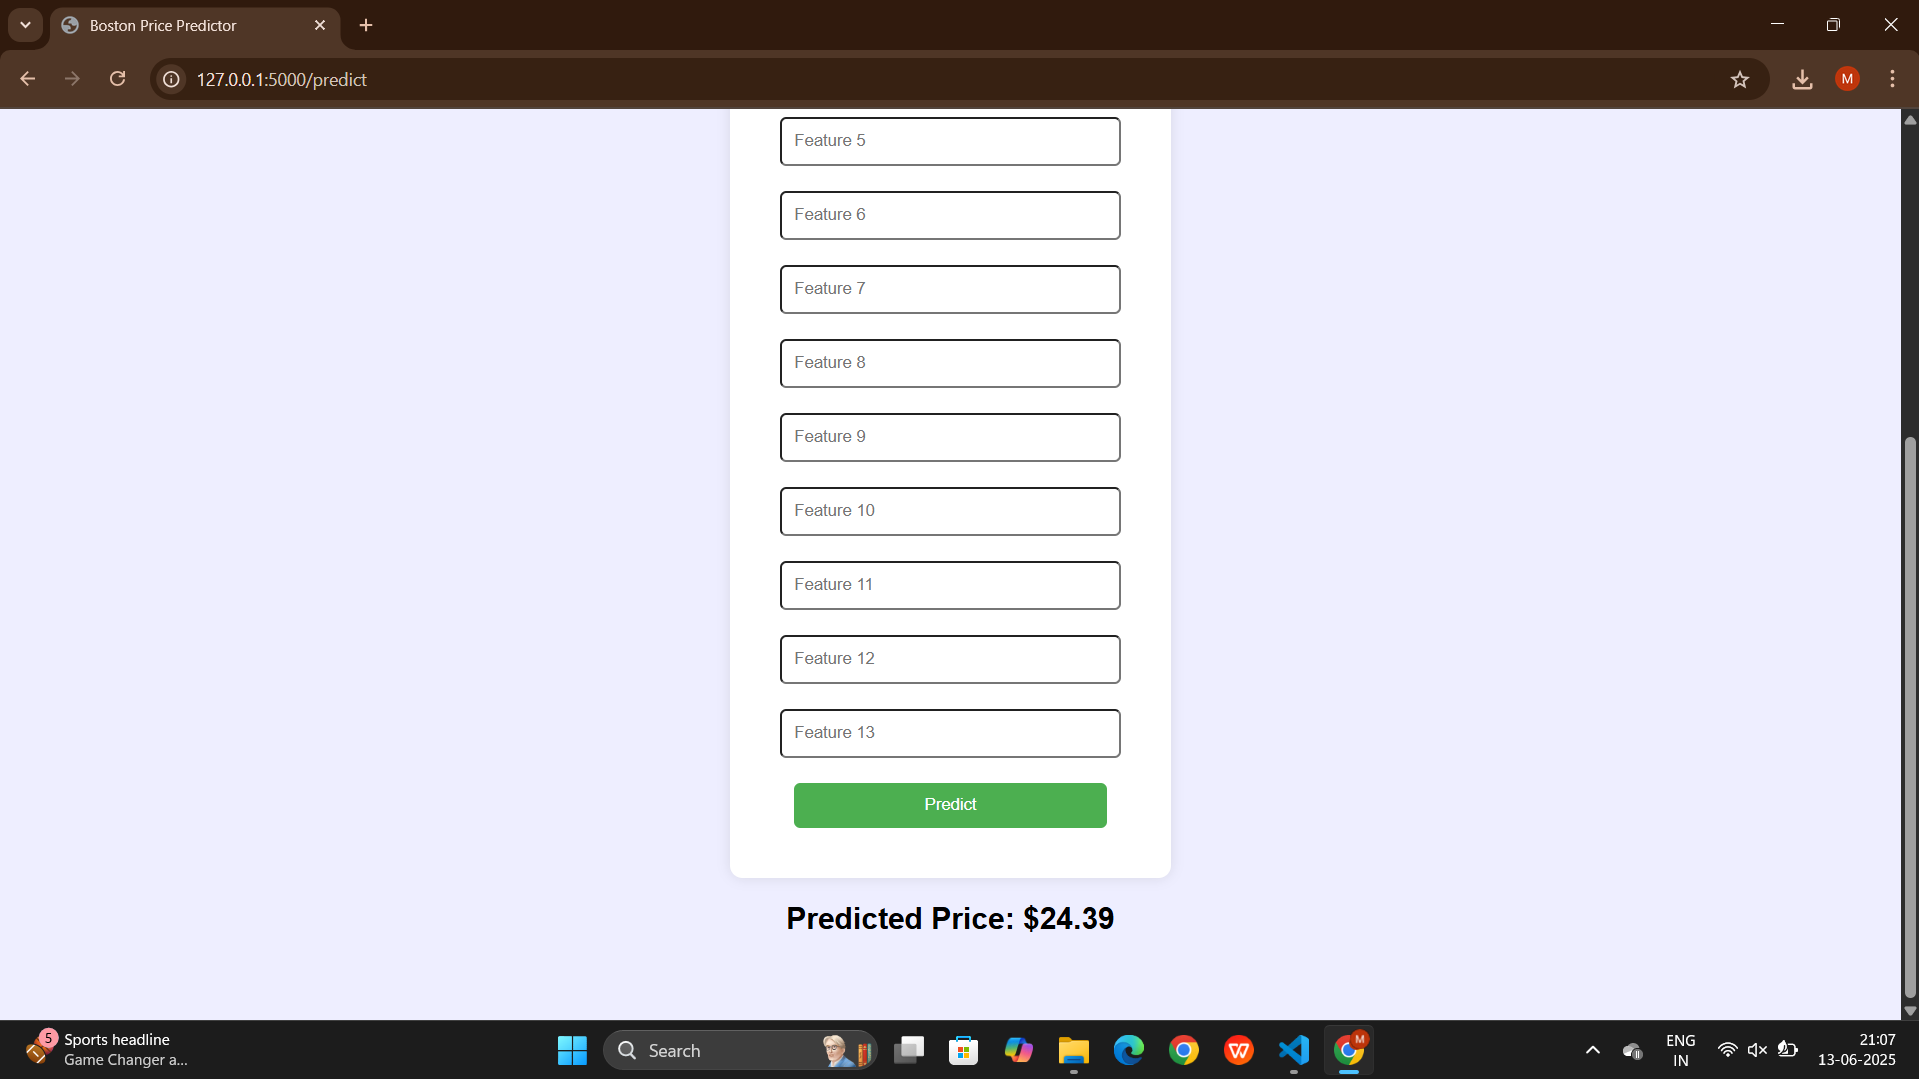 Boston Price Predictor
127.0.0.1:5000/predict
M
Feature 5
Feature 6
Feature 7
Feature 8
Feature 9
Feature 10
Feature 11
Feature 12
Feature 13
Predict
Predicted Price: $24.39
5
Sports headline
Game Changer a...
Search
W
M
ENG
IN
21:07
13-06-2025